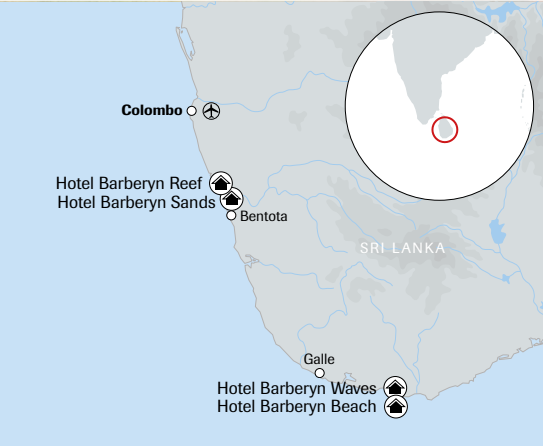 Colombo
Hotel Barberyn Reef
Hotel Barberyn Sands
Bentota
SRI LANKA
Galle
Hotel Barberyn Waves
Hotel Barberyn Beach